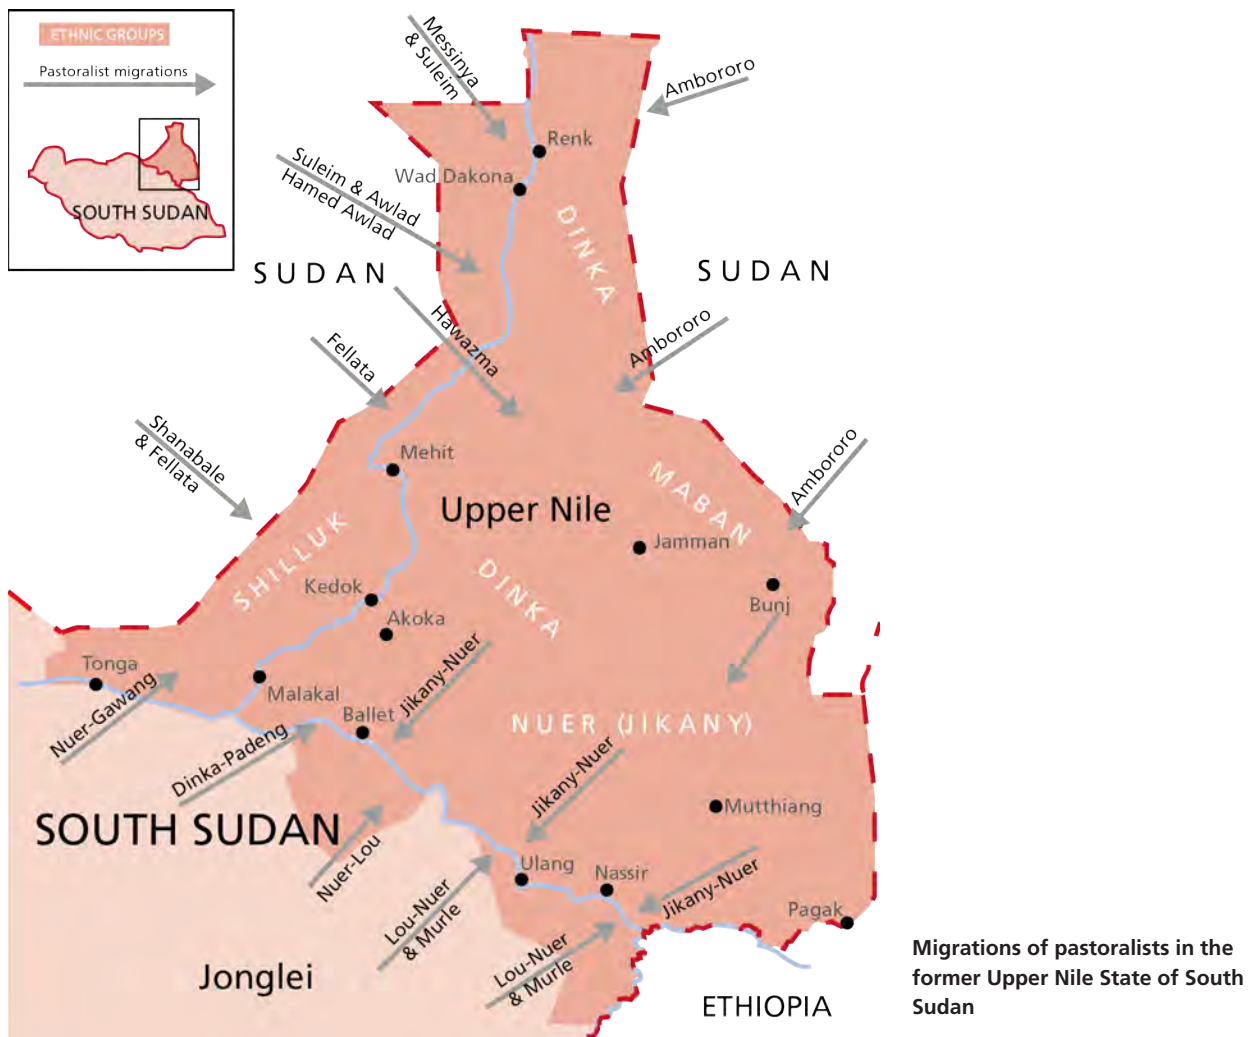 ETHNIC GROUPS
Pastoralist migrations
SOUTH SUDAN
Messinya
& Suleim
Ambororo
Renk
Wad Dakona
Suleim & Awlad
Hamed Awlad
DINKA
SUDAN
SUDAN
Hawazma
Ambororo
Fellata
Shanabale
& Fellata
Mehit
Ambororo
MABAN
Upper Nile
SHILLUK
Jamman
DINKA
Kedok
Bunj
Akoka
Jikany-Nuer
Tonga
Nuer-Gawang
Malakal
Ballet
NUER (JIKANY)
Dinka-Padeng
Jikany-Nuer
Mutthiang
SOUTH SUDAN
Nuer-Lou
Ulang
Nassir
Jikany-Nuer
Lou-Nuer
& Murle
Pagak
Lou-Nuer
& Murle
Jonglei
ETHIOPIA
Migrations of pastoralists in the
former Upper Nile State of South
Sudan